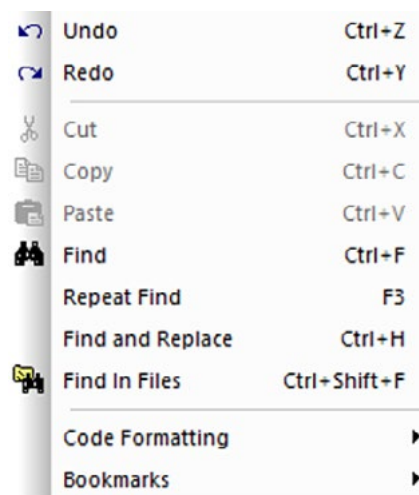 Undo Ctrl+Z
Redo Ctrl+Y
Cut Ctrl+X
Copy Ctrl+C
Paste Ctrl+V
Find Ctrl+F
Repeat Find F3
Find and Replace Ctrl+H
Find In Files Ctrl+Shift+F
Code Formatting
Bookmarks